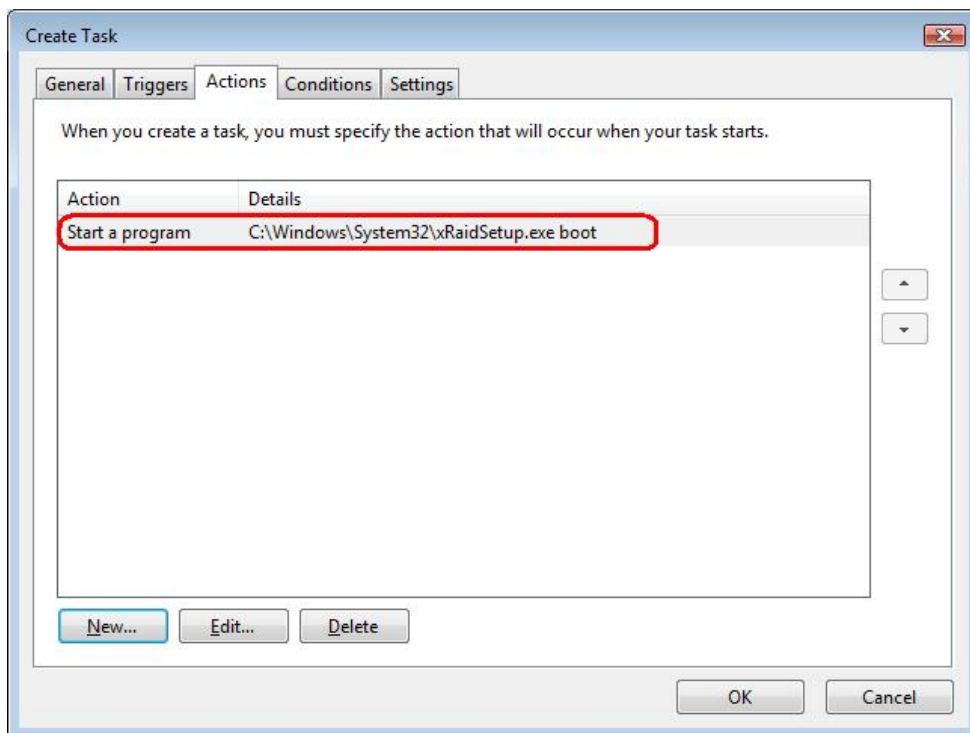 Create Task
General Triggers Actions Conditions Settings
When you create a task, you must specify the action that will occur when your task starts.
Action Details
Start a program C:\Windows\System32\xRaidSetup.exe boot
New... Edit... Delete
OK Cancel